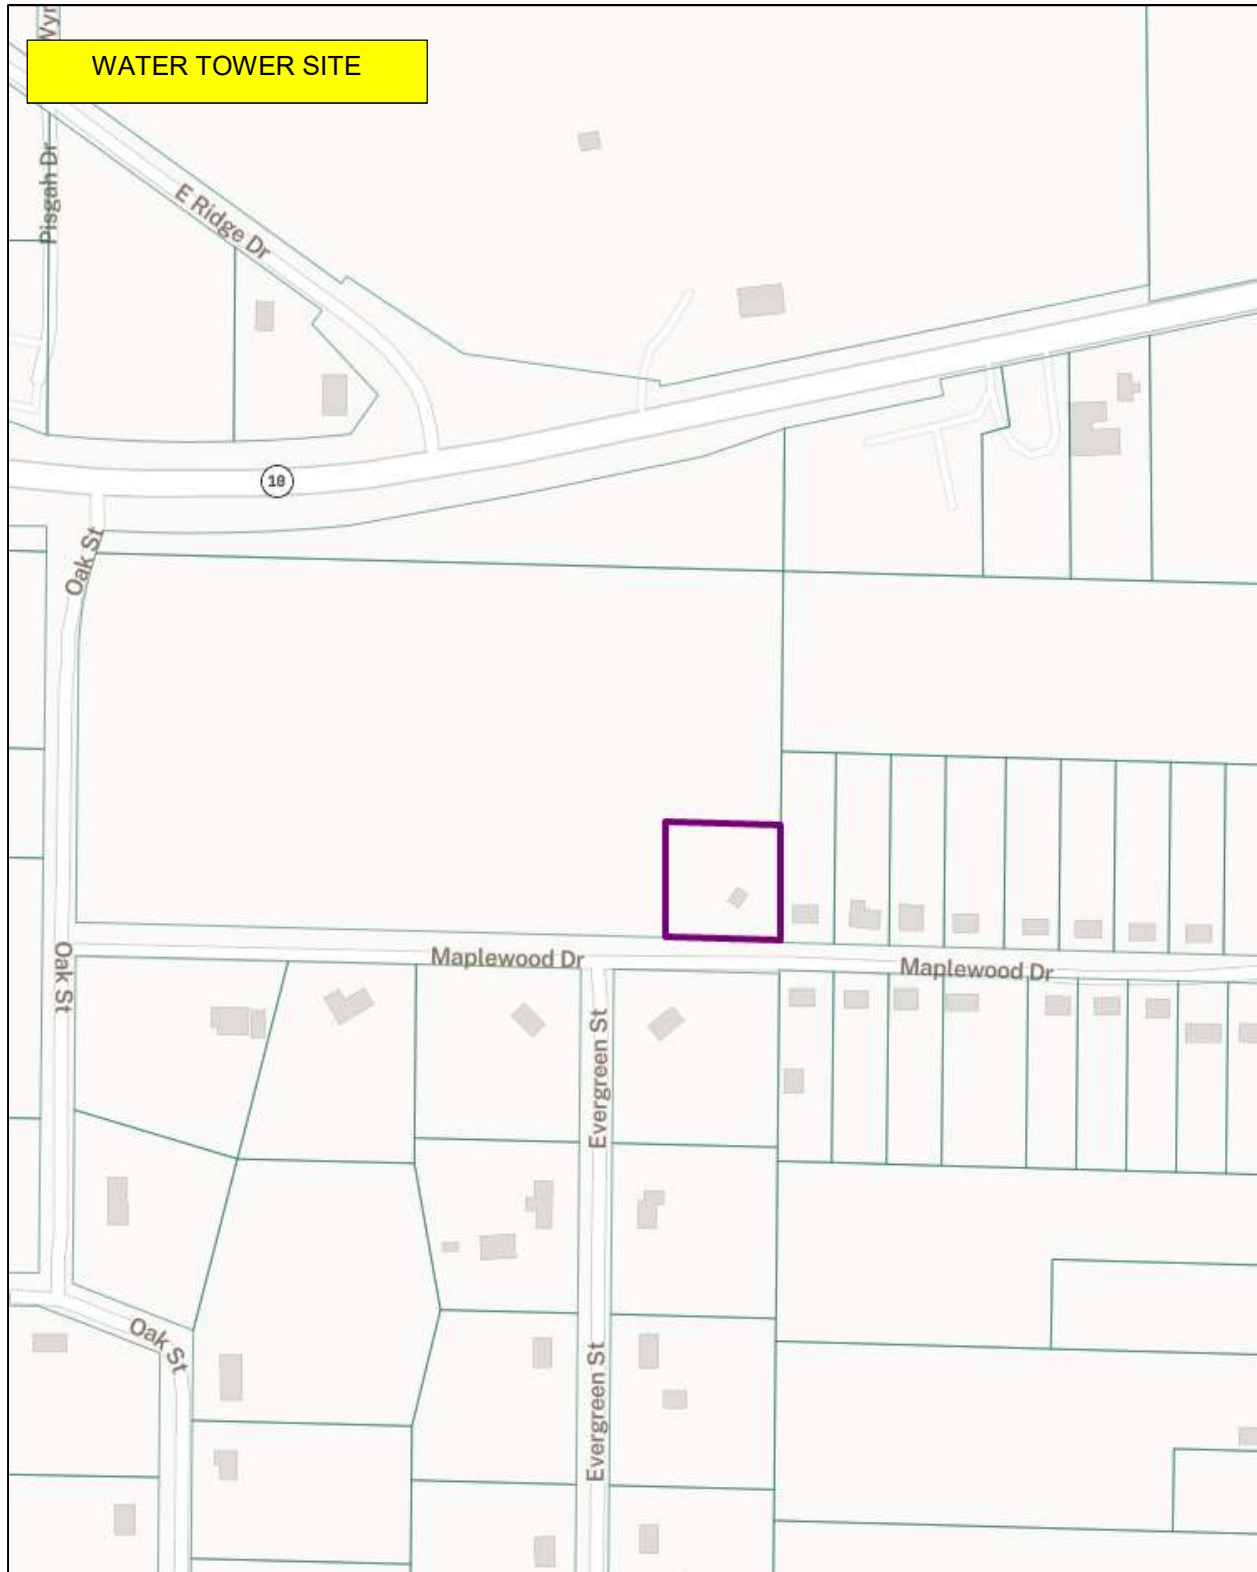 WATER TOWER SITE
Pisgah Dr
E Ridge Dr
10
Oak St
Maplewood Dr
Maplewood Dr
Oak St
Evergreen St
Oak St
Evergreen St